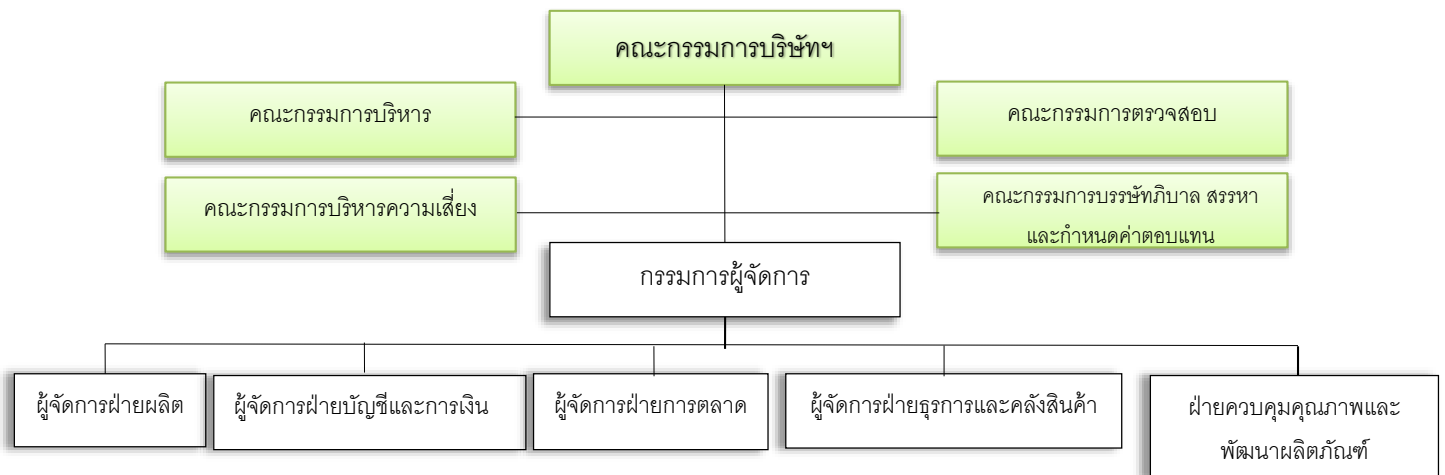 คณะกรรมการบริษัทฯ
คณะกรรมการบริหาร
คณะกรรมการตรวจสอบ
คณะกรรมการบริหารความเสี่ยง
คณะกรรมการบรรษัทภิบาล สรรหา
และกำหนดค่าตอบแทน
กรรมการผู้จัดการ
ผู้จัดการฝ่ายผลิต
ผู้จัดการฝ่ายบัญชีและการเงิน
ผู้จัดการฝ่ายการตลาด
ผู้จัดการฝ่ายธุรการและคลังสินค้า
ฝ่ายควบคุมคุณภาพและ
พัฒนาผลิตภัณฑ์